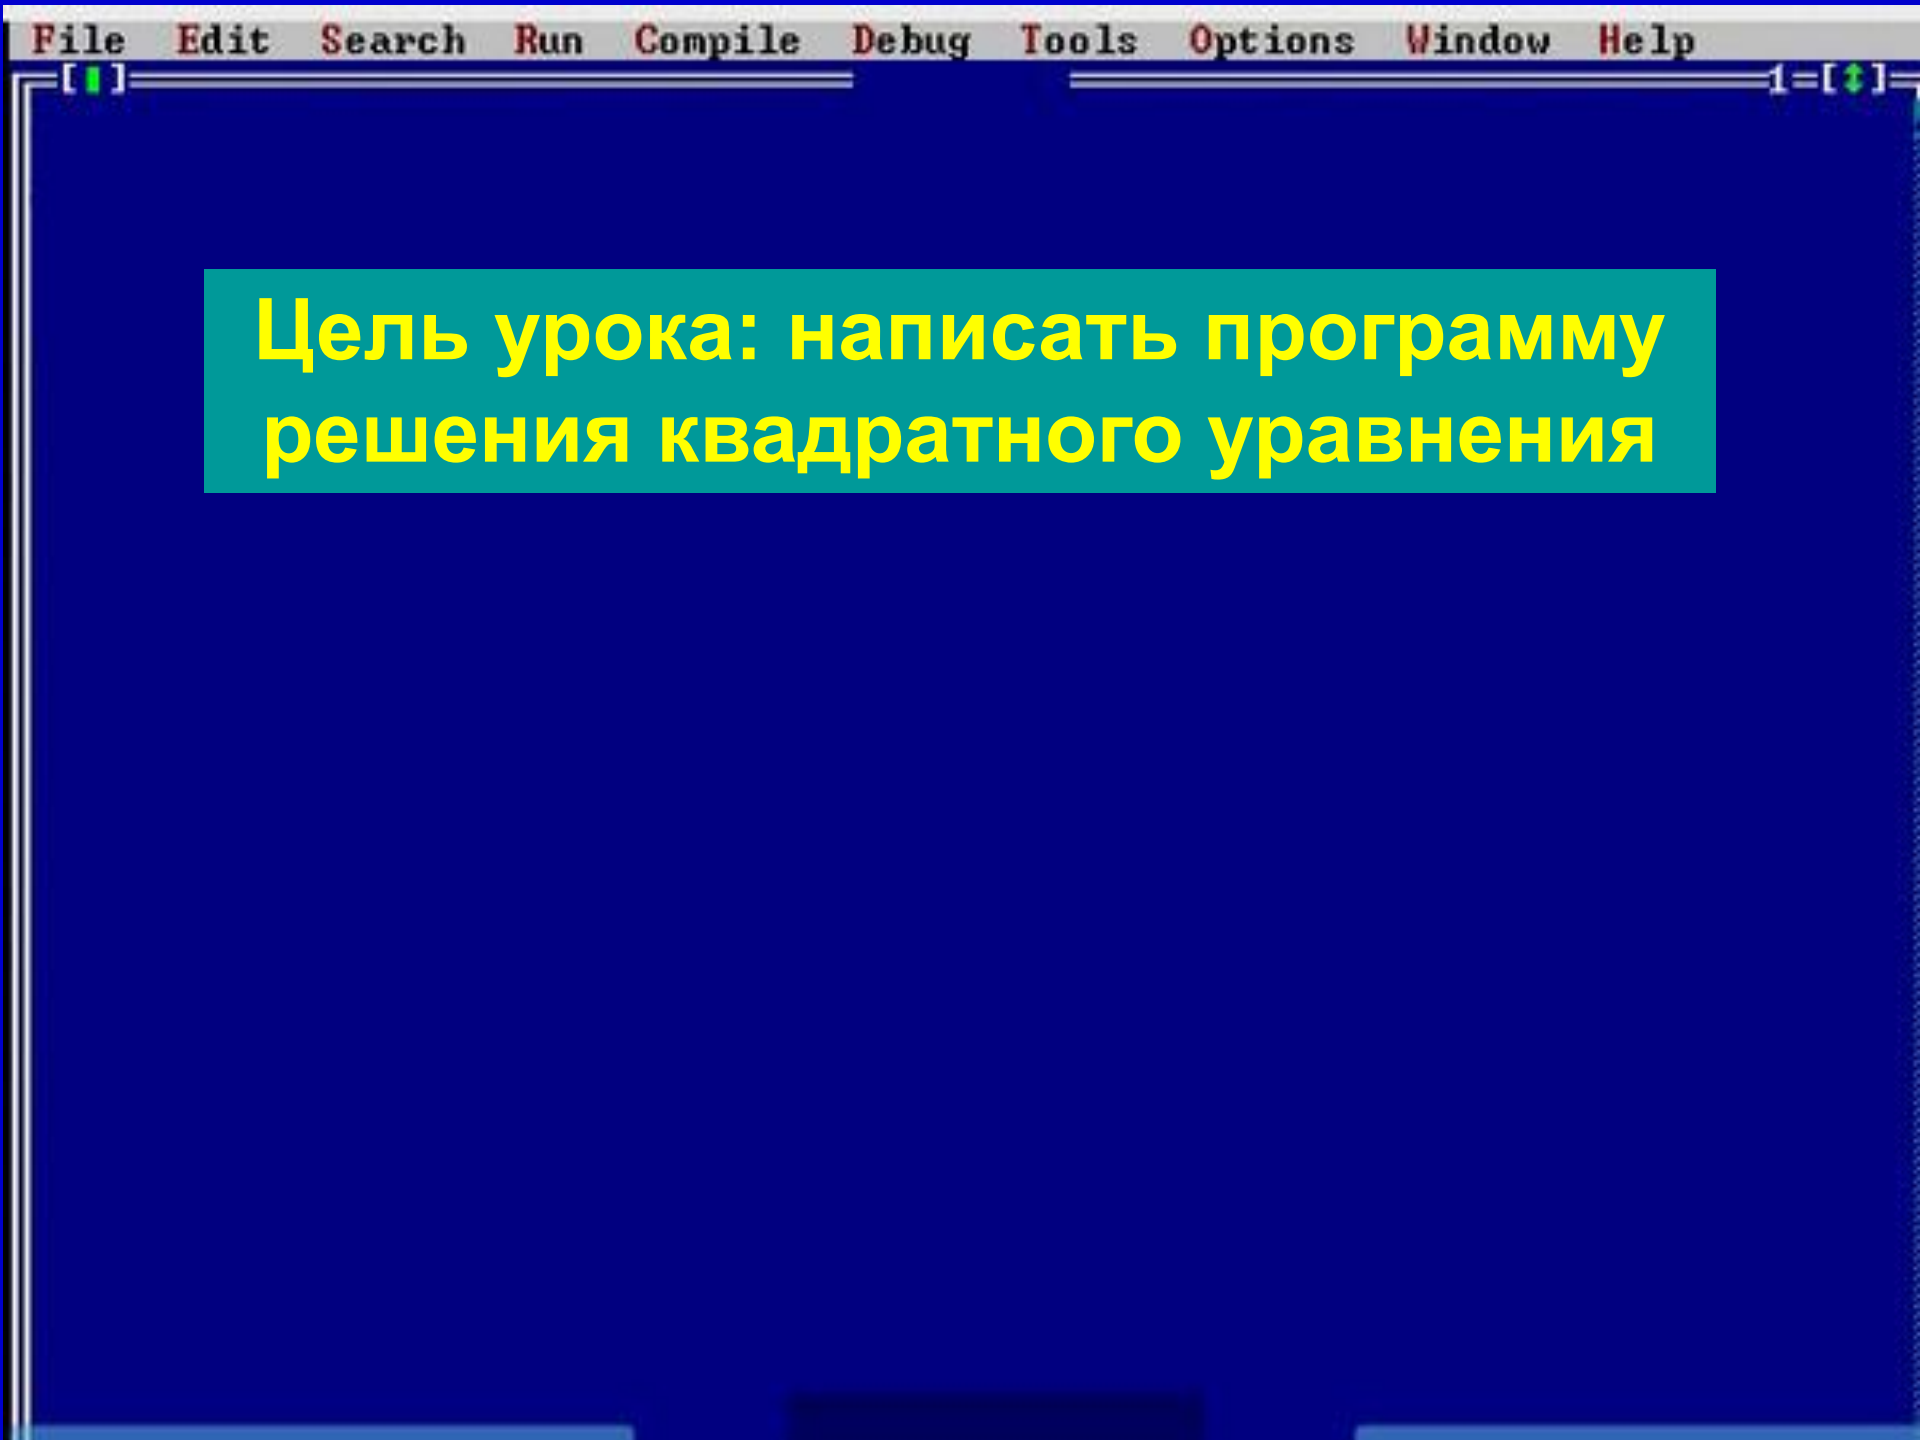 File Edit Search Run Compile Debug Tools Options Window Help
[ ] 1=[↕]
Цель урока: написать программу
решения квадратного уравнения